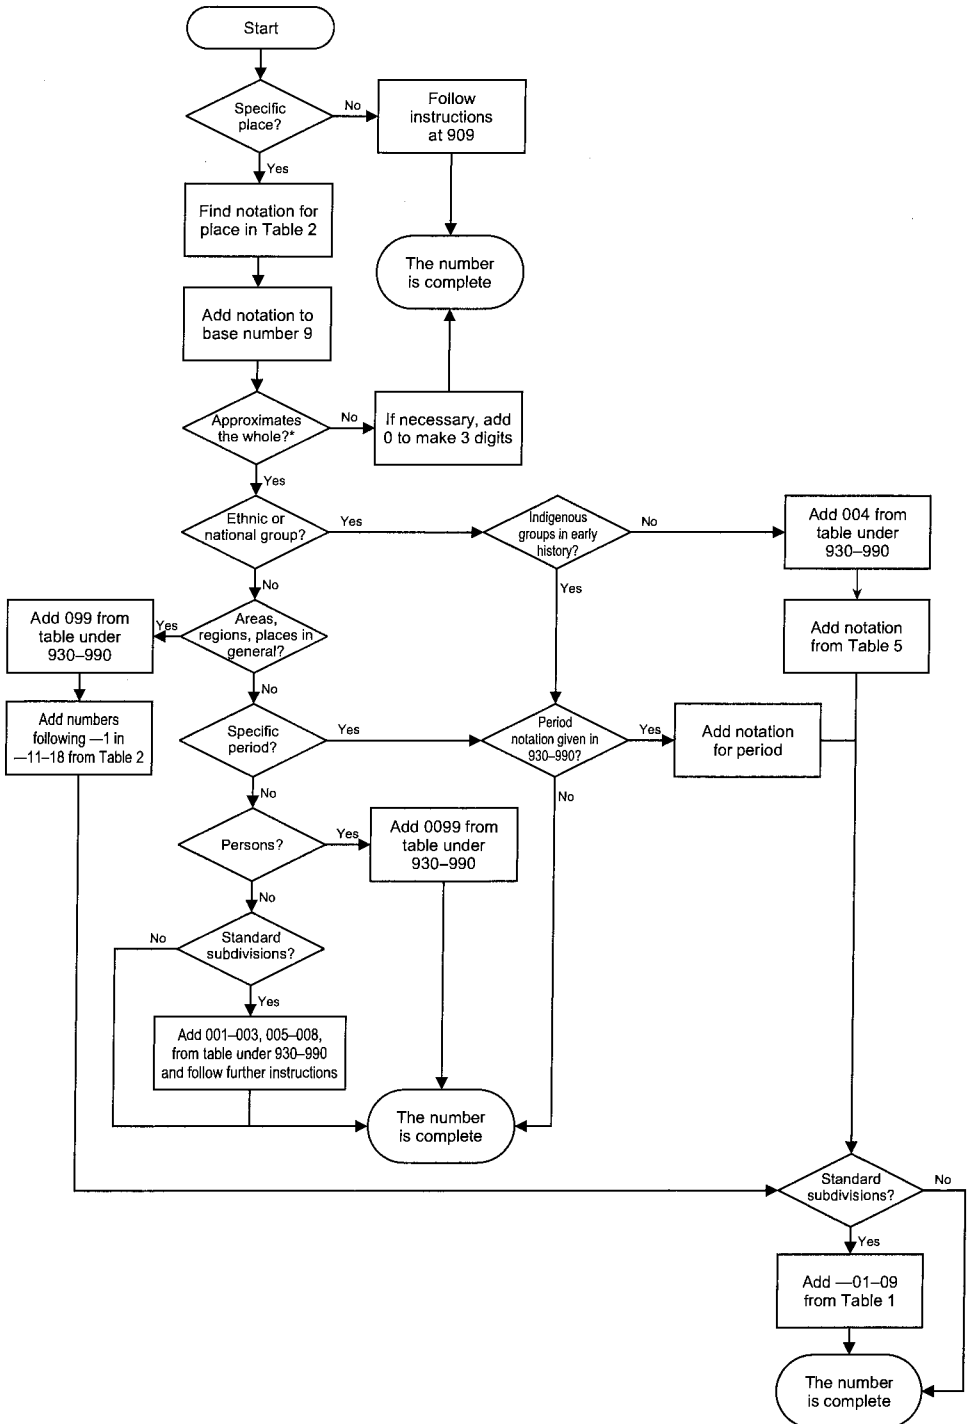 Start
Specific
place?
No
Follow
instructions
at 909
Yes
Find notation for
place in Table 2
The number
is complete
Add notation to
base number 9
Approximates
the whole?*
No
If necessary, add
0 to make 3 digits
Yes
Ethnic or
national group?
Yes
Indigenous
groups in early
history?
No
Add 004 from
table under
930–990
No
Yes
Add 099 from
table under
930–990
Yes
Areas,
regions, places in
general?
Add notation
from Table 5
No
Add numbers
following —1 in
—11–18 from Table 2
Specific
period?
Yes
Period
notation given in
930–990?
Yes
Add notation
for period
No
No
Persons?
Yes
Add 0099 from
table under
930–990
No
No
Standard
subdivisions?
Yes
Add 001–003, 005–008,
from table under 930–990
and follow further instructions
The number
is complete
Standard
subdivisions?
No
Yes
Add —01–09
from Table 1
The number
is complete